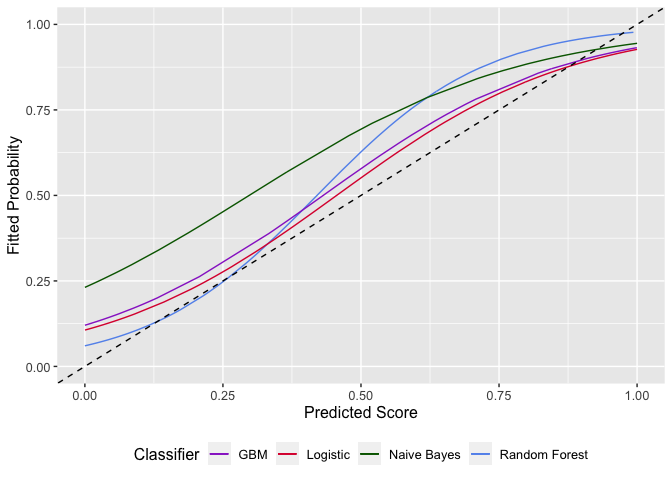 Fitted Probability
1.00
0.75
0.50
0.25
0.00
0.00 0.25 0.50 0.75 1.00
Predicted Score
Classifier GBM Logistic Naive Bayes Random Forest